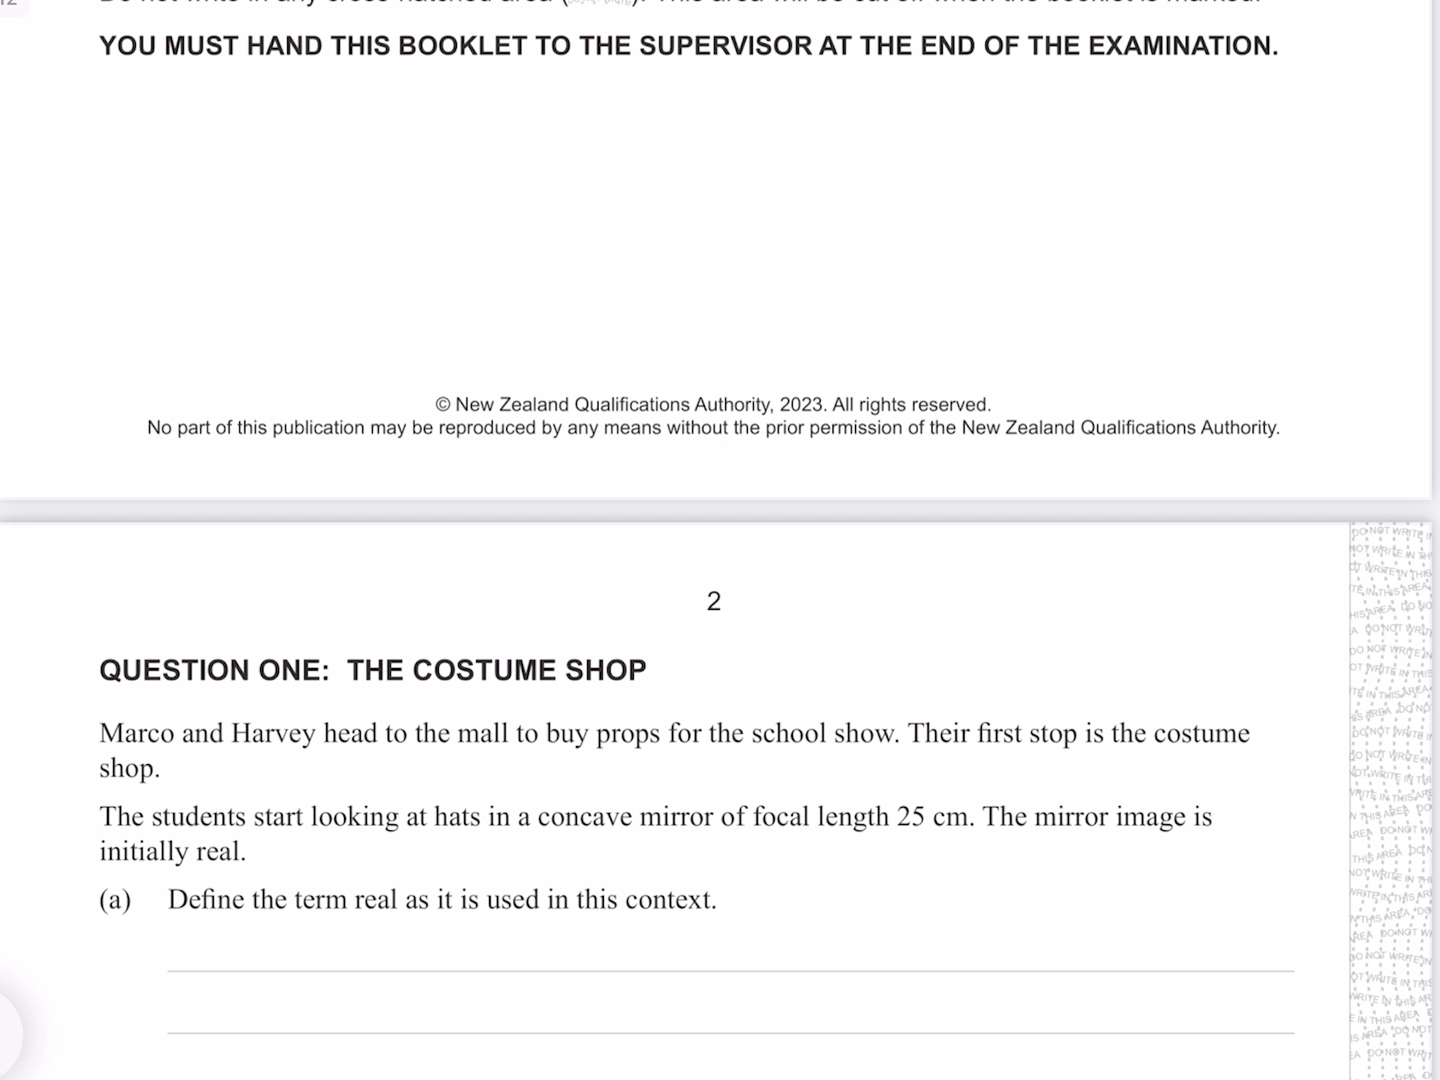 YOU MUST HAND THIS BOOKLET TO THE SUPERVISOR AT THE END OF THE EXAMINATION.
© New Zealand Qualifications Authority, 2023. All rights reserved.
No part of this publication may be reproduced by any means without the prior permission of the New Zealand Qualifications Authority.
2
QUESTION ONE: THE COSTUME SHOP
Marco and Harvey head to the mall to buy props for the school show. Their first stop is the costume
shop.
The students start looking at hats in a concave mirror of focal length 25 cm. The mirror image is
initially real.
(a) Define the term real as it is used in this context.